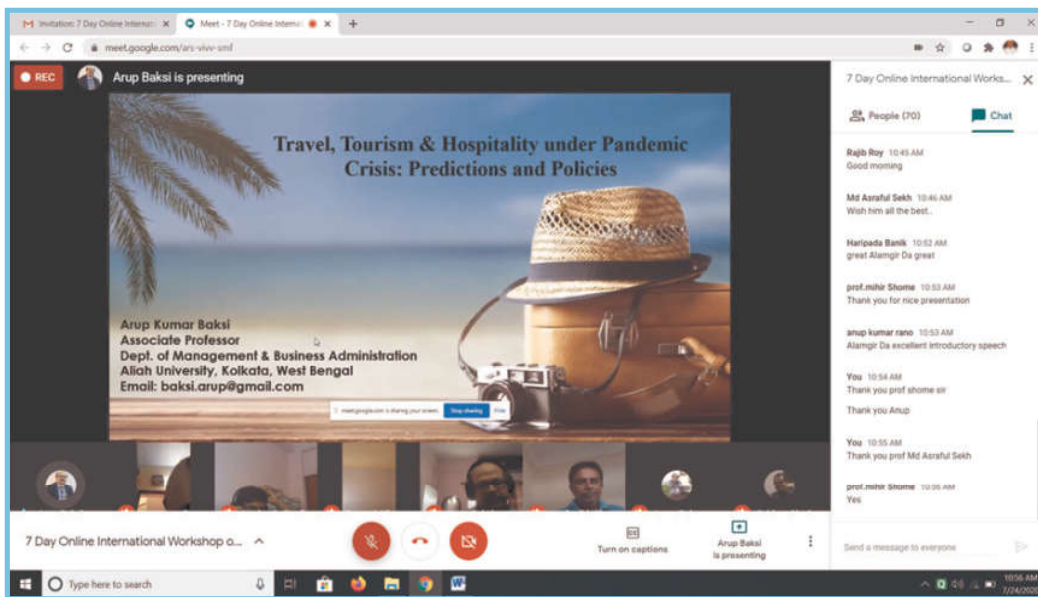 Invitation: 7 Day Online Internat
Meet - 7 Day Online Internat
meet.google.com/ars-vivv-smf
REC
Arup Baksi is presenting
Travel, Tourism & Hospitality under Pandemic
Crisis: Predictions and Policies
Arup Kumar Baksi
Associate Professor
Dept. of Management & Business Administration
Aliah University, Kolkata, West Bengal
Email: baksi.arup@gmail.com
meet.google.com is sharing your screen.
Stop sharing
Hide
7 Day Online International Works...
People (70)
Chat
Rajib Roy 10:45 AM
Good morning
Md Asraful Sekh 10:46 AM
Wish him all the best..
Haripada Banik 10:52 AM
great Alamgir Da great
prof.mihir Shome 10:53 AM
Thank you for nice presentation
anup kumar rano 10:53 AM
Alamgir Da excellent introductory speech
You 10:54 AM
Thank you prof shome sir
Thank you Anup
You 10:55 AM
Thank you prof Md Asraful Sekh
prof.mihir Shome
Yes
Send a message to everyone
7 Day Online International Workshop o...
Turn on captions
Arup Baksi
is presenting
Type here to search
10:56 AM
7/24/2020